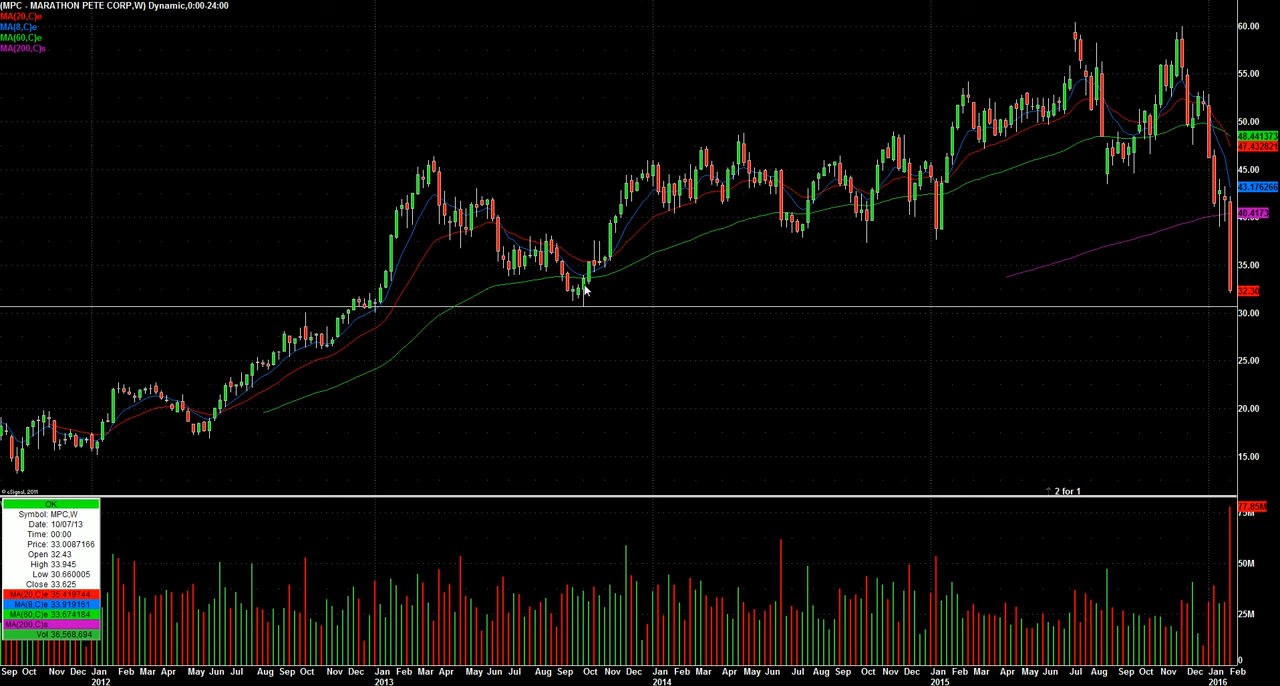 (MPC - MARATHON PETE CORP,W) Dynamic,0:00-24:00
MA(20,C)e
MA(8,C)e
MA(60,C)e
MA(200,C)s
60.00
55.00
50.00
48.441373
47.432821
45.00
43.176266
40.4173
35.00
32.30
30.00
25.00
20.00
15.00
© eSignal, 2011
2 for 1
OK
Symbol: MPC,W
Date: 10/07/13
Time: 00:00
Price: 33.0087166
Open 32.43
High 33.945
Low 30.660005
Close 33.625
MA(20,C)e 35.419744
MA(8,C)e 33.919161
MA(60,C)e 33.674184
MA(200,C)s
Vol 36,568,694
77.85M
75M
50M
25M
0
Sep Oct Nov Dec Jan Feb Mar Apr May Jun Jul Aug Sep Oct Nov Dec Jan Feb Mar Apr May Jun Jul Aug Sep Oct Nov Dec Jan Feb Mar Apr May Jun Jul Aug Sep Oct Nov Dec Jan Feb Mar Apr May Jun Jul Aug Sep Oct Nov Dec Jan Feb
2012 2013 2014 2015 2016